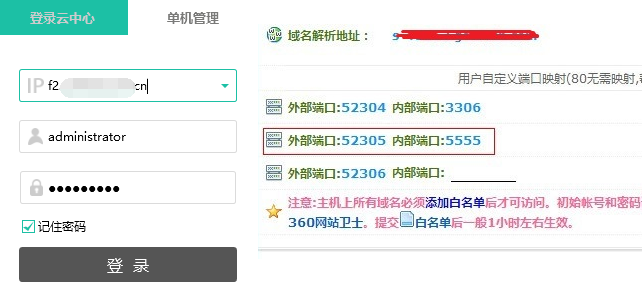 登录云中心
单机管理
IP f2 cn
administrator
记住密码
登 录
域名解析地址：
用户自定义端口映射(80无需映射,
外部端口:52304 内部端口:3306
外部端口:52305 内部端口:5555
外部端口:52306 内部端口:
注意:主机上所有域名必须添加白名单后才可访问。初始帐号和密码
360网站卫士。提交白名单后一般1小时左右生效。